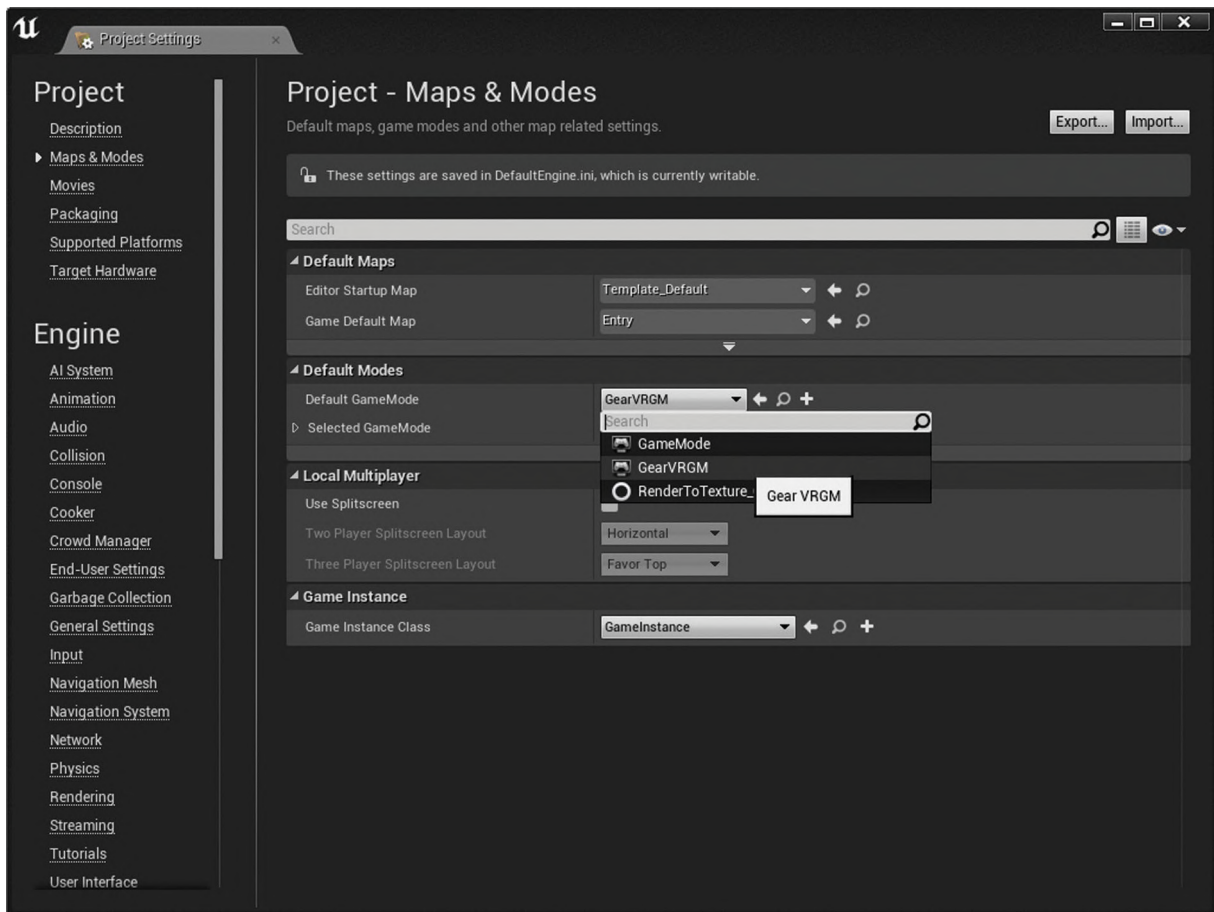 Project Settings
Project
Description
Maps & Modes
Movies
Packaging
Supported Platforms
Target Hardware
Engine
AI System
Animation
Audio
Collision
Console
Cooker
Crowd Manager
End-User Settings
Garbage Collection
General Settings
Input
Navigation Mesh
Navigation System
Network
Physics
Rendering
Streaming
Tutorials
User Interface
Project - Maps & Modes
Default maps, game modes and other map related settings.
Export... Import...
These settings are saved in DefaultEngine.ini, which is currently writable.
Search
Default Maps
Editor Startup Map Template_Default
Game Default Map Entry
Default Modes
Default GameMode GearVRGM
Search
Selected GameMode
GameMode
GearVRGM
RenderToTexture_
Gear VRGM
Local Multiplayer
Use Splitscreen
Two Player Splitscreen Layout Horizontal
Three Player Splitscreen Layout Favor Top
Game Instance
Game Instance Class GameInstance